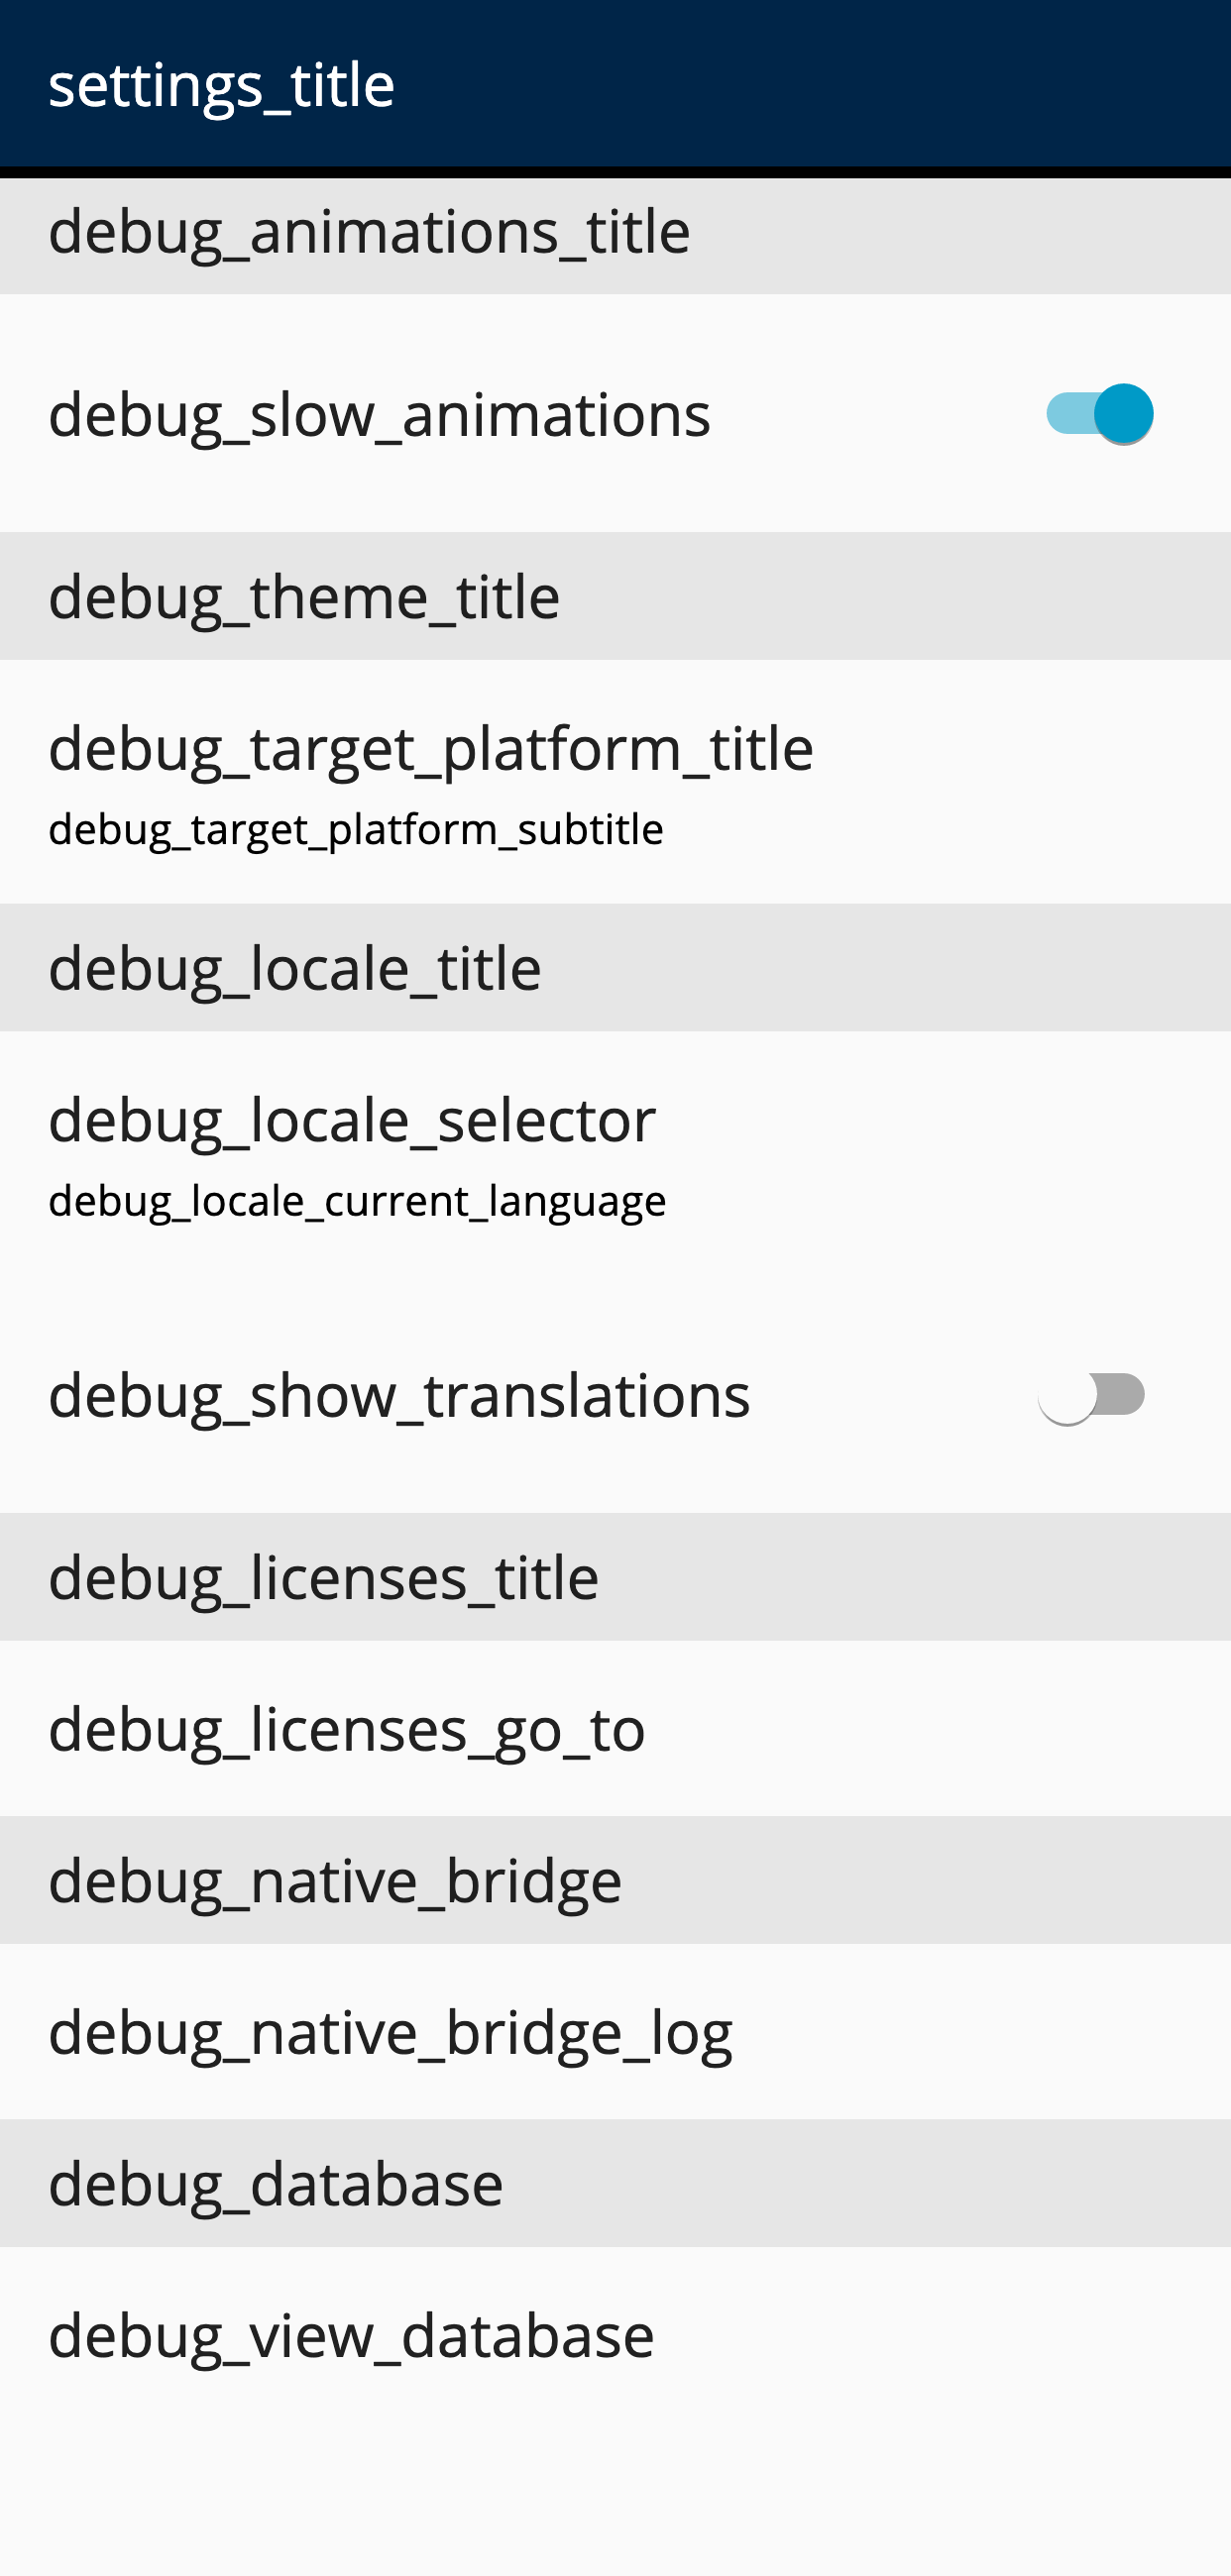 settings_title
debug_animations_title
debug_slow_animations
debug_theme_title
debug_target_platform_title
debug_target_platform_subtitle
debug_locale_title
debug_locale_selector
debug_locale_current_language
debug_show_translations
debug_licenses_title
debug_licenses_go_to
debug_native_bridge
debug_native_bridge_log
debug_database
debug_view_database